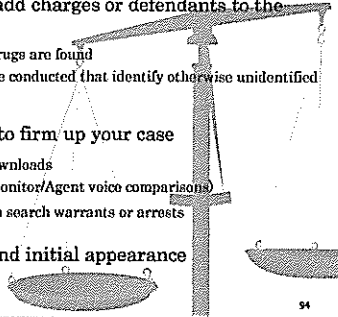 add charges or defendants to the
rugs are found
e conducted that identify otherwise unidentified
to firm up your case
wnloads
onitor/Agent voice comparisons)
n search warrants or arrests
nd initial appearance
94